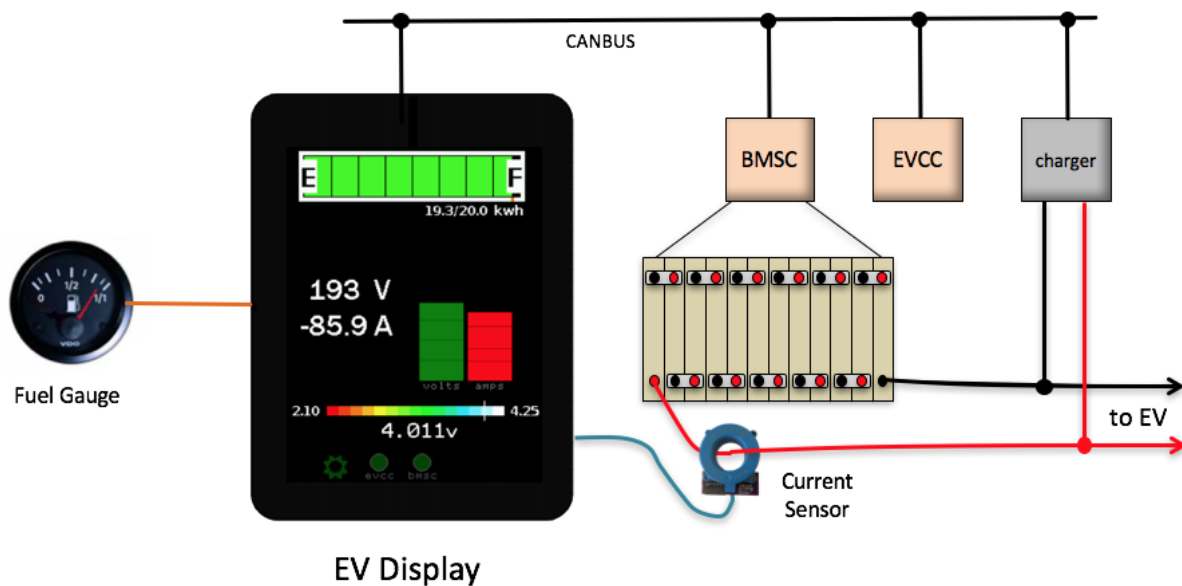 CANBUS
BMSC
EVCC
charger
E
F
19.3/20.0 kwh
0
1/2
1/1
VDO
Fuel Gauge
193 V
-85.9 A
volts
amps
2.10
4.25
4.011v
evcc
bmsc
to EV
Current
Sensor
EV Display